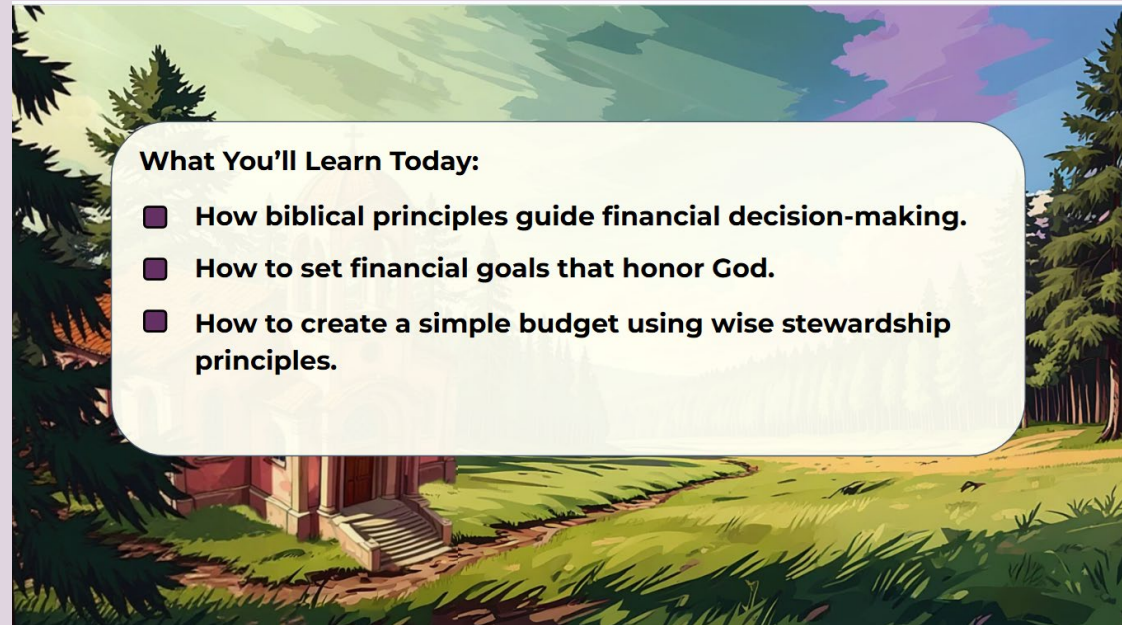 What You’ll Learn Today:
How biblical principles guide financial decision-making.
How to set financial goals that honor God.
How to create a simple budget using wise stewardship
principles.